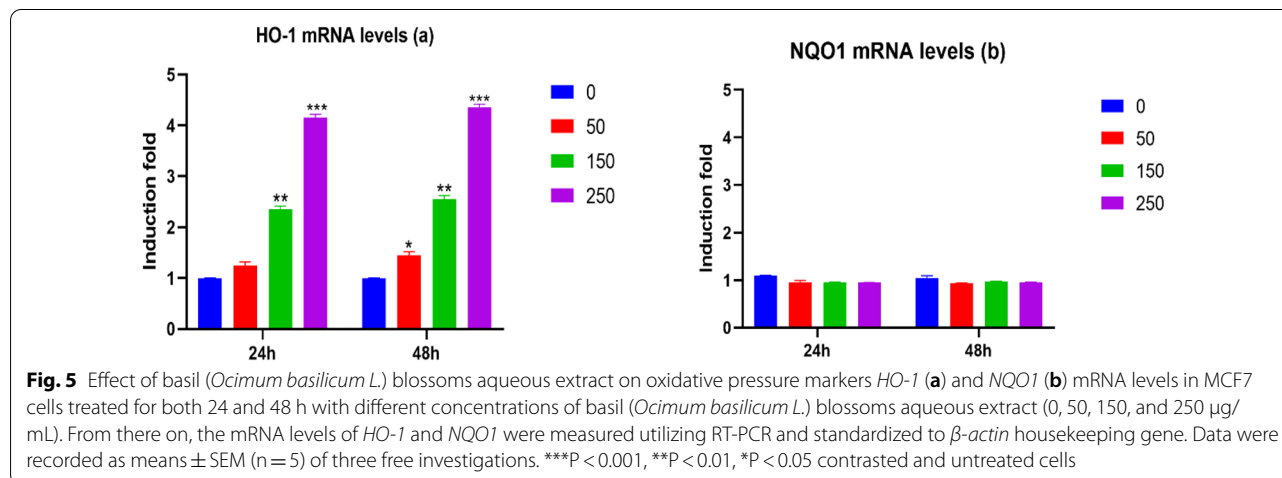 HO-1 mRNA levels (a)
Induction fold
5
4
3
2
1
0
***
**
***
**
*
24h
48h
0
50
150
250
NQO1 mRNA levels (b)
Induction fold
5
4
3
2
1
0
24h
48h
0
50
150
250
Fig. 5 Effect of basil (Ocimum basilicum L.) blossoms aqueous extract on oxidative pressure markers HO-1 (a) and NQO1 (b) mRNA levels in MCF7
cells treated for both 24 and 48 h with different concentrations of basil (Ocimum basilicum L.) blossoms aqueous extract (0, 50, 150, and 250 µg/
mL). From there on, the mRNA levels of HO-1 and NQO1 were measured utilizing RT-PCR and standardized to β-actin housekeeping gene. Data were
recorded as means ± SEM (n = 5) of three free investigations. ***P < 0.001, **P < 0.01, *P < 0.05 contrasted and untreated cells